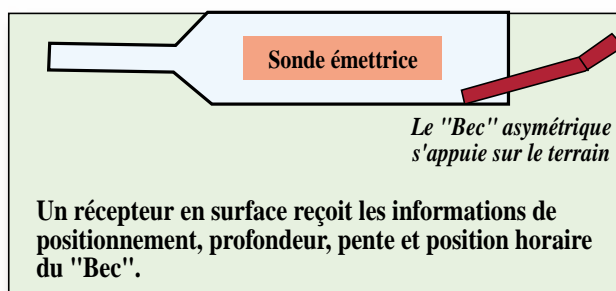 Sonde émettrice
Le "Bec" asymétrique
s'appuie sur le terrain
Un récepteur en surface reçoit les informations de
positionnement, profondeur, pente et position horaire
du "Bec".